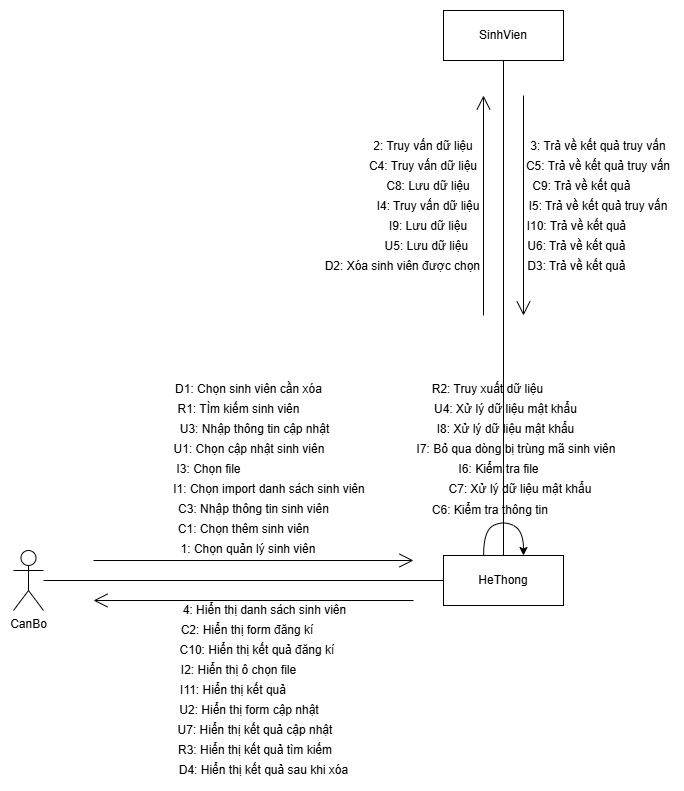 SinhVien
2: Truy vấn dữ liệu
C4: Truy vấn dữ liệu
C8: Lưu dữ liệu
I4: Truy vấn dữ liệu
I9: Lưu dữ liệu
U5: Lưu dữ liệu
D2: Xóa sinh viên được chọn
3: Trả về kết quả truy vấn
C5: Trả về kết quả truy vấn
C9: Trả về kết quả
I5: Trả về kết quả truy vấn
I10: Trả về kết quả
U6: Trả về kết quả
D3: Trả về kết quả
D1: Chọn sinh viên cần xóa
R1: TÌm kiếm sinh viên
U3: Nhập thông tin cập nhật
U1: Chọn cập nhật sinh viên
I3: Chọn file
I1: Chọn import danh sách sinh viên
C3: Nhập thông tin sinh viên
C1: Chọn thêm sinh viên
1: Chọn quản lý sinh viên
R2: Truy xuất dữ liệu
U4: Xử lý dữ liệu mật khẩu
I8: Xử lý dữ liệu mật khẩu
I7: Bỏ qua dòng bị trùng mã sinh viên
I6: Kiểm tra file
C7: Xử lý dữ liệu mật khẩu
C6: Kiểm tra thông tin
CanBo
HeThong
4: Hiển thị danh sách sinh viên
C2: Hiển thị form đăng kí
C10: Hiển thị kết quả đăng kí
I2: Hiển thị ô chọn file
I11: Hiển thị kết quả
U2: Hiển thị form cập nhật
U7: Hiển thị kết quả cập nhật
R3: Hiển thị kết quả tìm kiếm
D4: Hiển thị kết quả sau khi xóa